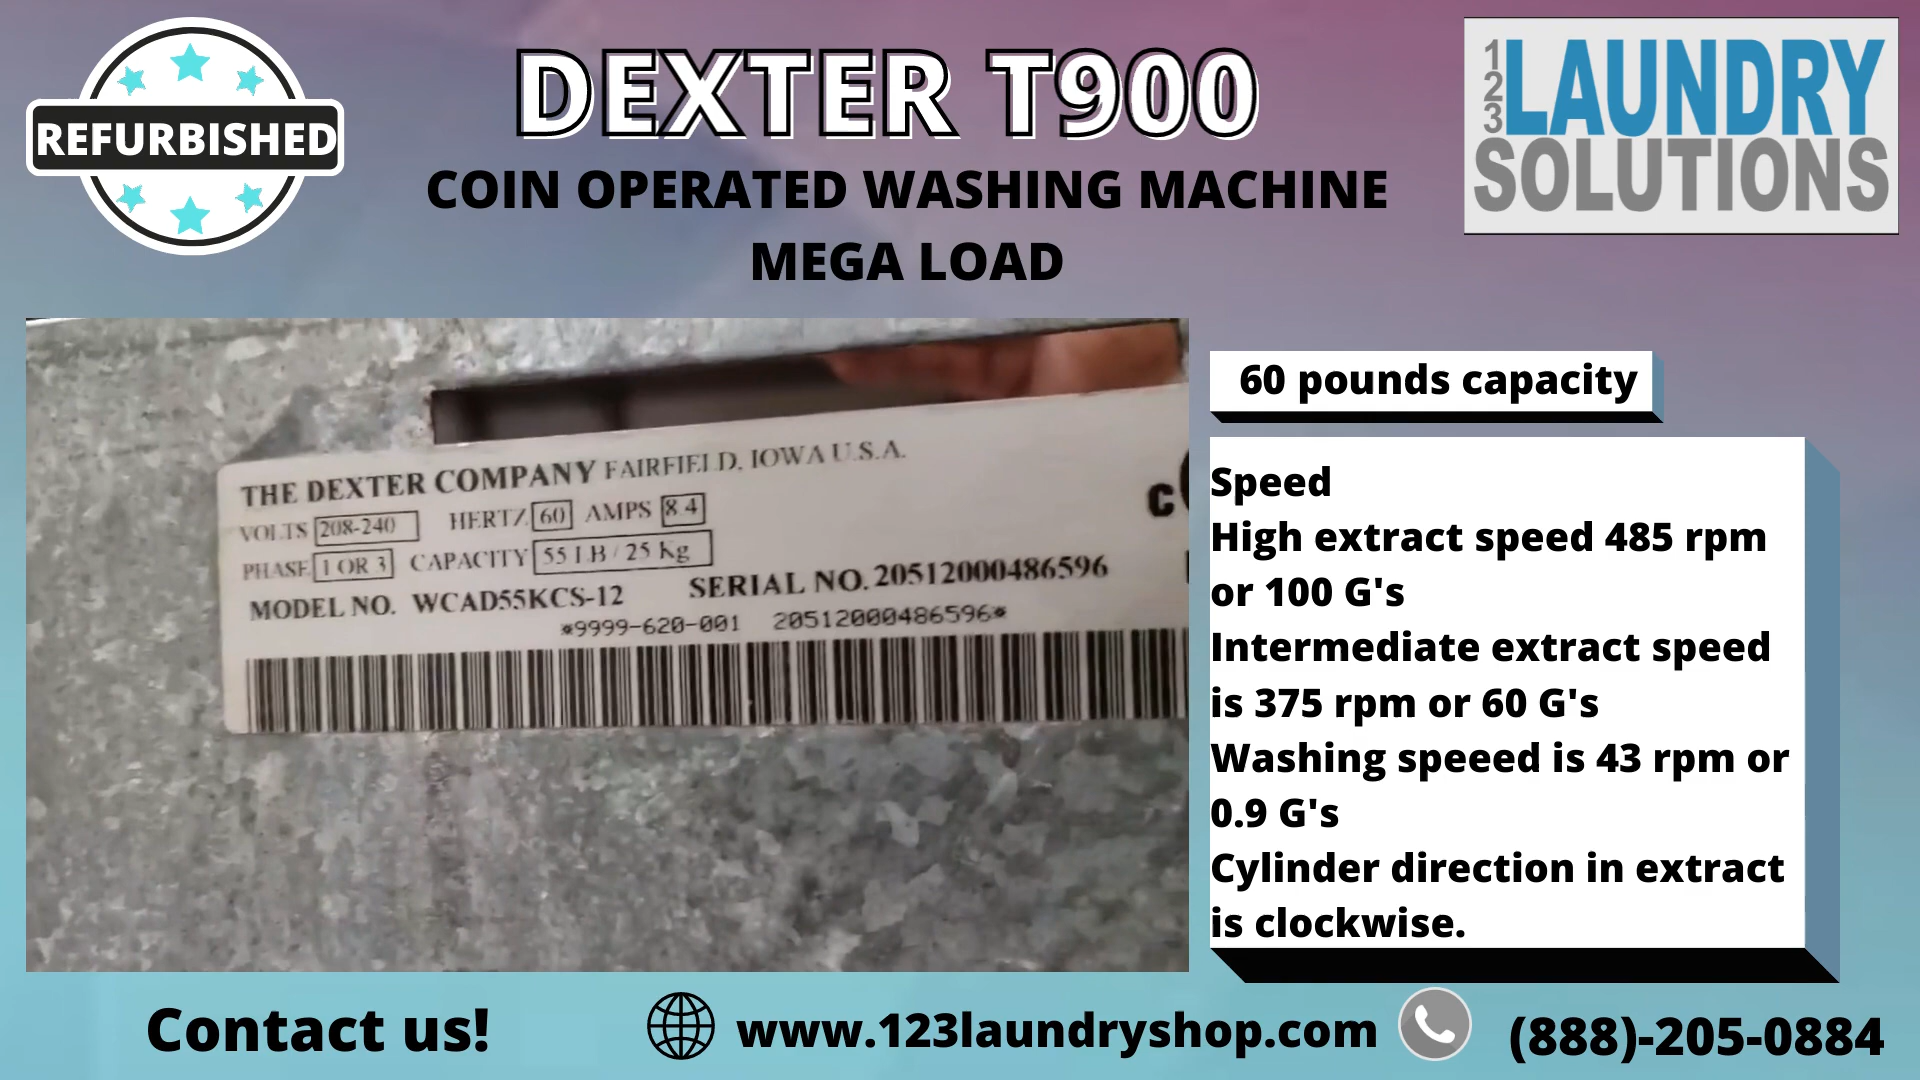 REFURBISHED
DEXTER T900
COIN OPERATED WASHING MACHINE
MEGA LOAD
123 LAUNDRY
SOLUTIONS
THE DEXTER COMPANY FAIRFIELD, IOWA U.S.A.
VOLTS 208-240 HERTZ 60 AMPS 8.4
PHASE 1 OR 3 CAPACITY 55 LB / 25 Kg
MODEL NO. WCAD55KCS-12 SERIAL NO. 20512000486596
*9999-620-001 20512000486596*
60 pounds capacity
Speed
High extract speed 485 rpm
or 100 G's
Intermediate extract speed
is 375 rpm or 60 G's
Washing speeed is 43 rpm or
0.9 G's
Cylinder direction in extract
is clockwise.
Contact us!
www.123laundryshop.com
(888)-205-0884